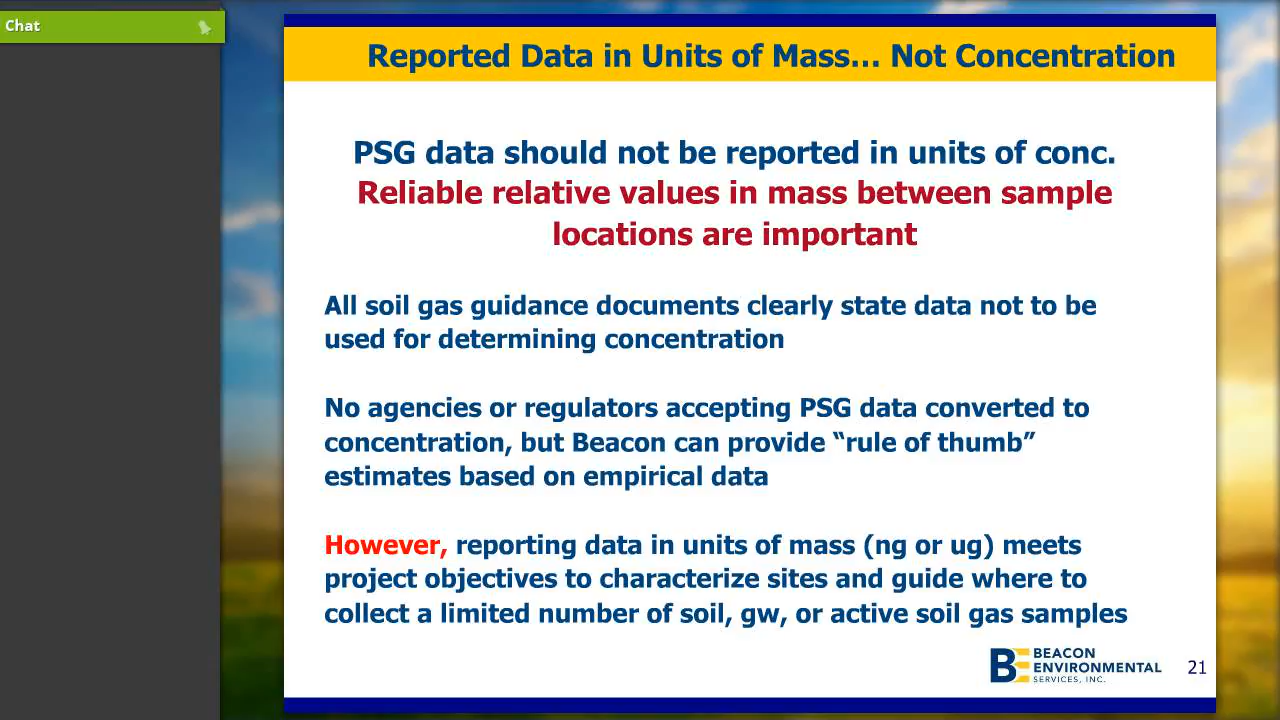 Chat
Reported Data in Units of Mass... Not Concentration
PSG data should not be reported in units of conc.
Reliable relative values in mass between sample
locations are important
All soil gas guidance documents clearly state data not to be
used for determining concentration
No agencies or regulators accepting PSG data converted to
concentration, but Beacon can provide “rule of thumb”
estimates based on empirical data
However, reporting data in units of mass (ng or ug) meets
project objectives to characterize sites and guide where to
collect a limited number of soil, gw, or active soil gas samples
BE BEACON
ENVIRONMENTAL
SERVICES, INC.
21